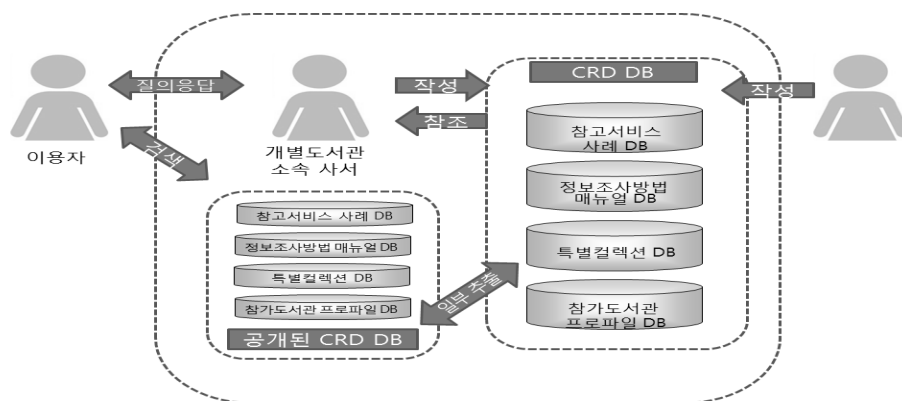 이용자
질의응답
검색
개별도서관
소속 사서
작성
참조
CRD DB
참고서비스
사례 DB
정보조사방법
매뉴얼 DB
특별컬렉션 DB
참가도서관
프로파일 DB
작성
참고서비스 사례 DB
정보조사방법 매뉴얼 DB
특별컬렉션 DB
참가도서관 프로파일 DB
공개된 CRD DB
일부 추출